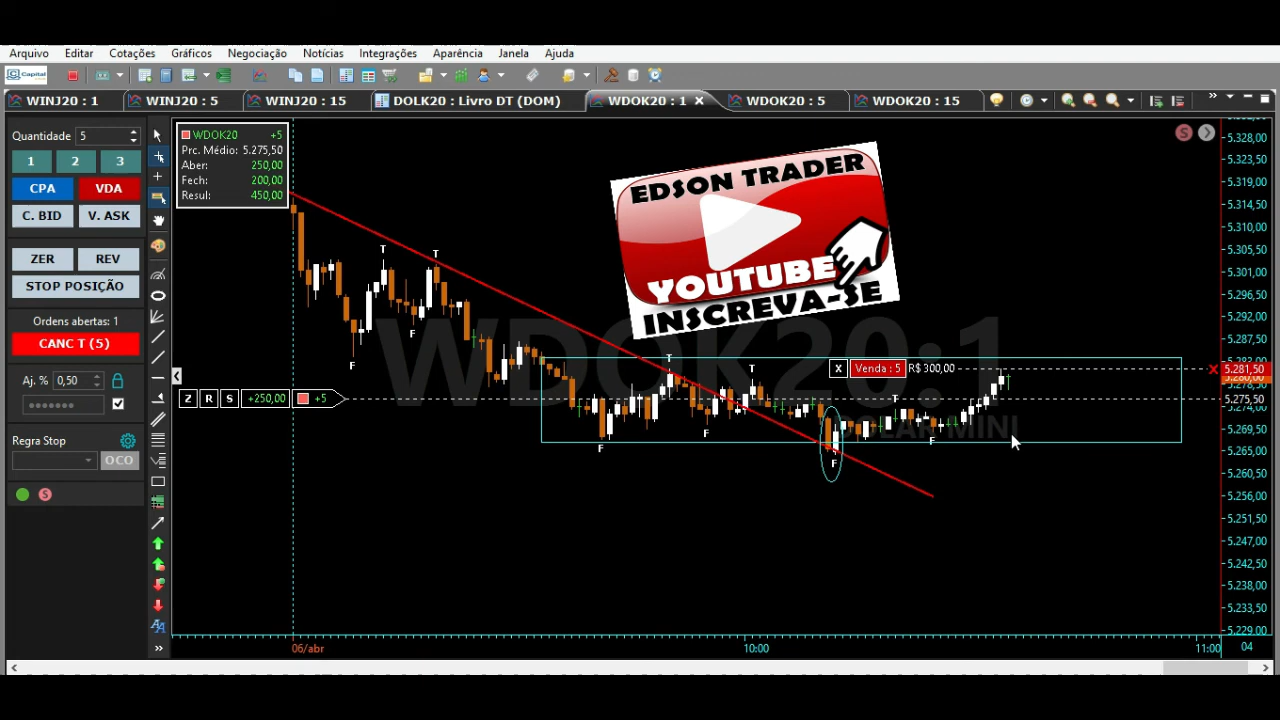 Arquivo Editar Cotações Gráficos Negociação Notícias Integrações Aparência Janela Ajuda
Capital
WINJ20 : 1 WINJ20 : 5 WINJ20 : 15 DOLK20 : Livro DT (DOM) WDOK20 : 1 WDOK20 : 5 WDOK20 : 15
Quantidade 5
1 2 3
CPA VDA
C. BID V. ASK
ZER REV
STOP POSIÇÃO
Ordens abertas: 1
CANC T (5)
Aj. % 0,50
Regra Stop
OCO
S
WDOK20 +5
Prc. Médio: 5.275,50
Aber: 250,00
Fech: 200,00
Resul: 450,00
EDSON TRADER
YOUTUBE
INSCREVA-SE
WDOK20:1
DOLAR MINI
T T T T T
F F F F F F
X Venda : 5 R$ 300,00
Z R S +250,00 +5
S
5.328,00
5.323,50
5.319,00
5.314,50
5.310,00
5.305,50
5.301,00
5.296,50
5.292,00
5.287,50
5.281,50
5.275,50
5.269,50
5.265,00
5.260,50
5.256,00
5.251,50
5.247,00
5.242,50
5.238,00
5.233,50
5.229,00
06/abr 10:00 11:00 04